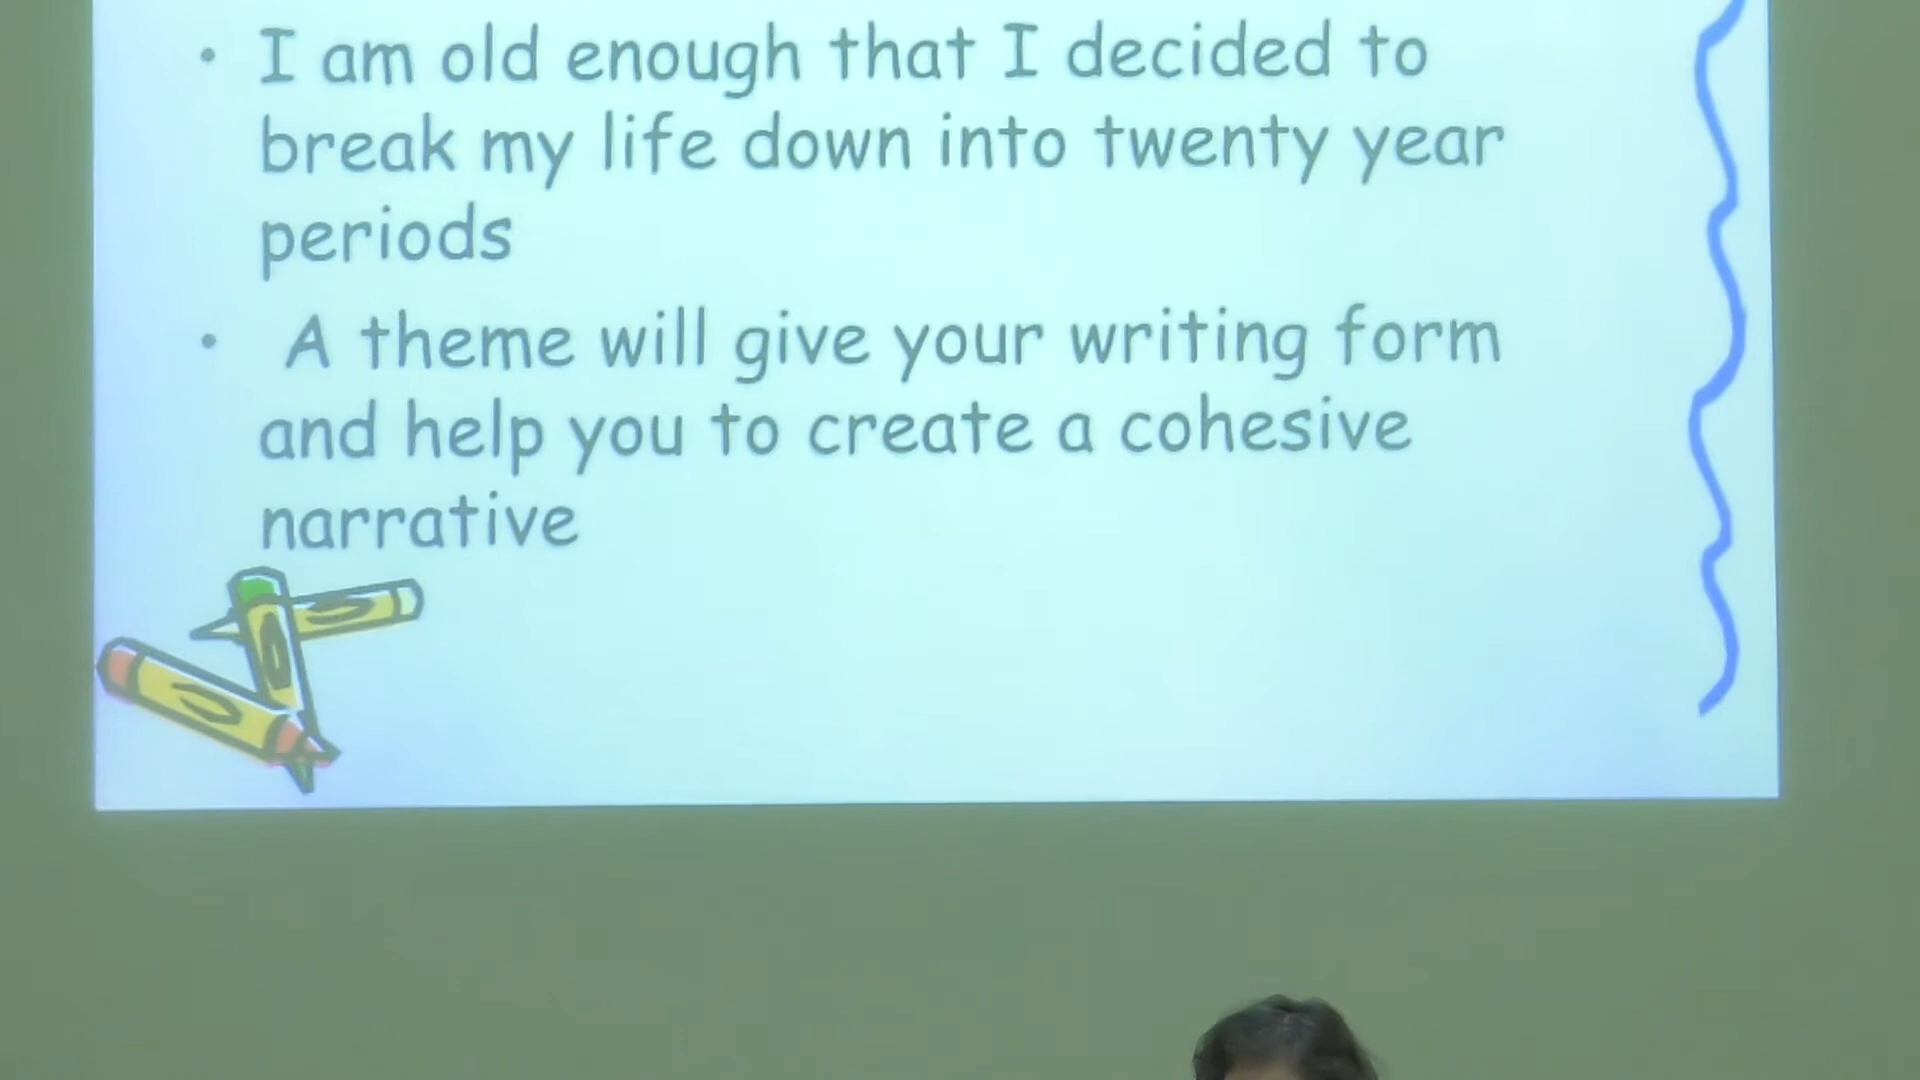 • I am old enough that I decided to
break my life down into twenty year
periods
• A theme will give your writing form
and help you to create a cohesive
narrative